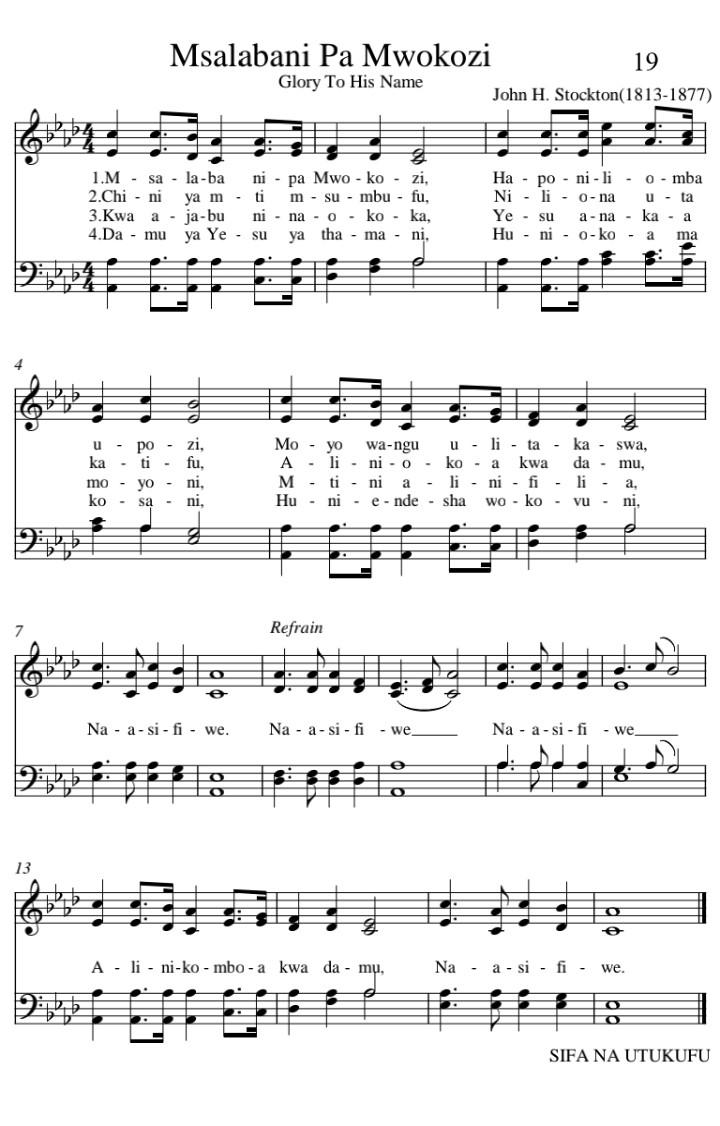 Msalabani Pa Mwokozi
19
Glory To His Name
John H. Stockton(1813-1877)
1.M - sa - la - ba ni - pa Mwo - ko - zi, Ha - po - ni - li - o - mba
2.Chi - ni ya m - ti m - su - mbu - fu, Ni - li - o - na u - ta
3.Kwa a - ja - bu ni - na - o - ko - ka, Ye - su a - na - ka - a
4.Da - mu ya Ye - su ya tha - ma - ni, Hu - ni - o - ko - a ma
4
u - po - zi, Mo - yo wa - ngu u - li - ta - ka - swa,
ka - ti - fu, A - li - ni - o - ko - a kwa da - mu,
mo - yo - ni, M - ti - ni a - li - ni - fi - li - a,
ko - sa - ni, Hu - ni - e - nde - sha wo - ko - vu - ni,
7
Refrain
Na - a - si - fi - we. Na - a - si - fi - we Na - a - si - fi - we
13
A - li - ni - ko - mbo - a kwa da - mu, Na - a - si - fi - we.
SIFA NA UTUKUFU